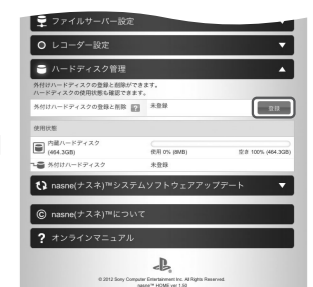 ファイルサーバー設定
レコーダー設定
ハードディスク管理
外付けハードディスクの登録と削除ができます。
ハードディスクの使用状態も確認できます。
外付けハードディスクの登録と削除 ? 未登録 登録
使用状態
内蔵ハードディスク
(464.3GB) 使用 0% (8MB) 空き 100% (464.3GB)
外付けハードディスク 未登録
nasne(ナスネ)™システムソフトウェアアップデート
© nasne(ナスネ)™について
? オンラインマニュアル
© 2012 Sony Computer Entertainment Inc. All Rights Reserved.
nasne™ HOME ver 1.50